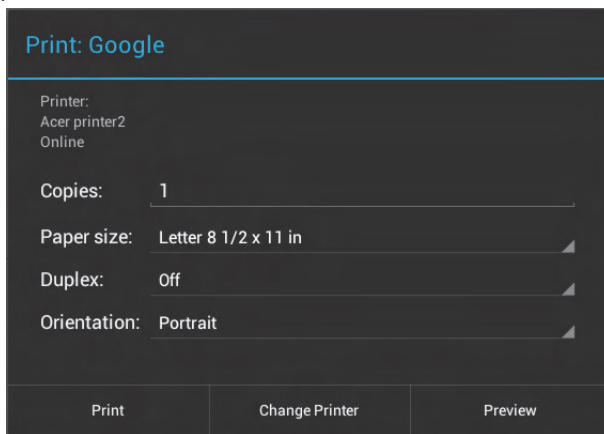 Print: Google
Printer:
Acer printer2
Online
Copies: 1
Paper size: Letter 8 1/2 x 11 in
Duplex: Off
Orientation: Portrait
Print Change Printer Preview